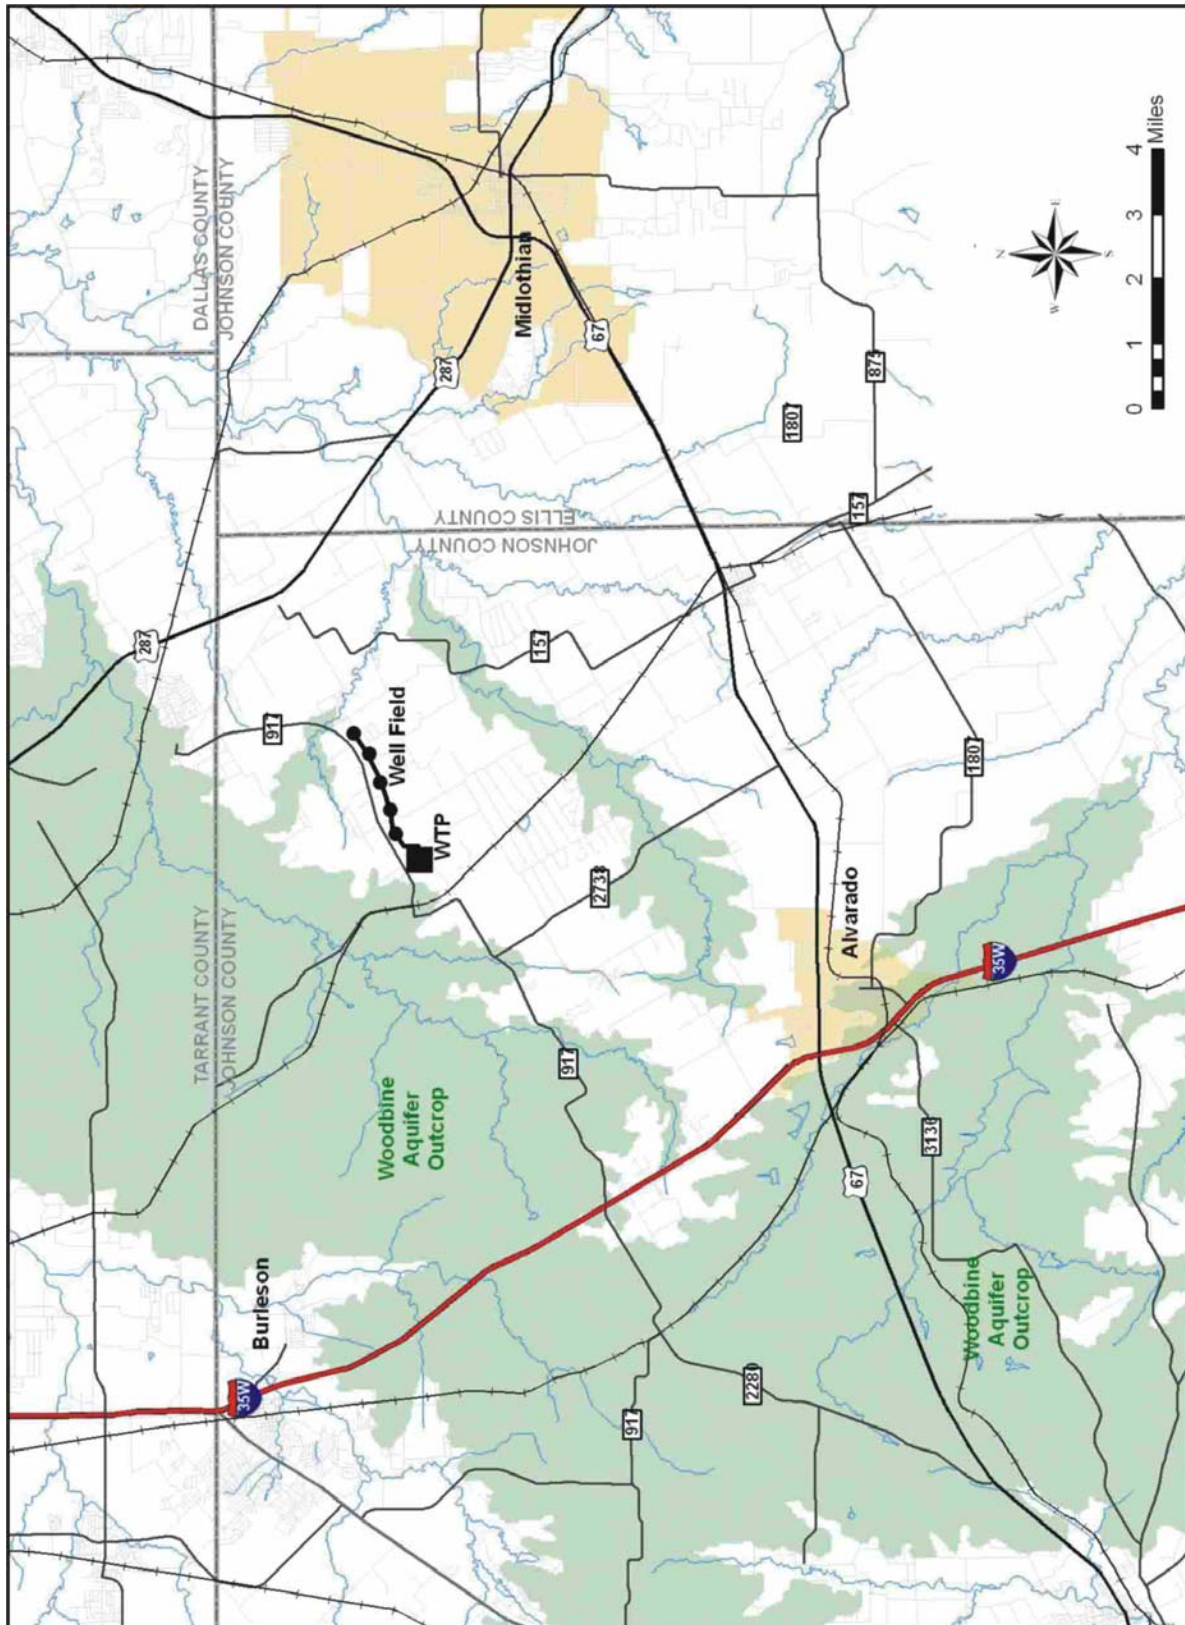 287
TARRANT COUNTY
DALLAS COUNTY
JOHNSON COUNTY
JOHNSON COUNTY
35W
Burleson
917
Woodbine
Aquifer
Outcrop
Well Field
WTP
287
JOHNSON COUNTY
ELLIS COUNTY
Midlothian
157
917
2738
67
917
2280
1807
Alvarado
67
157
875
3136
1807
35W
Woodbine
Aquifer
Outcrop
N
W
E
S
0
1
2
3
4
Miles